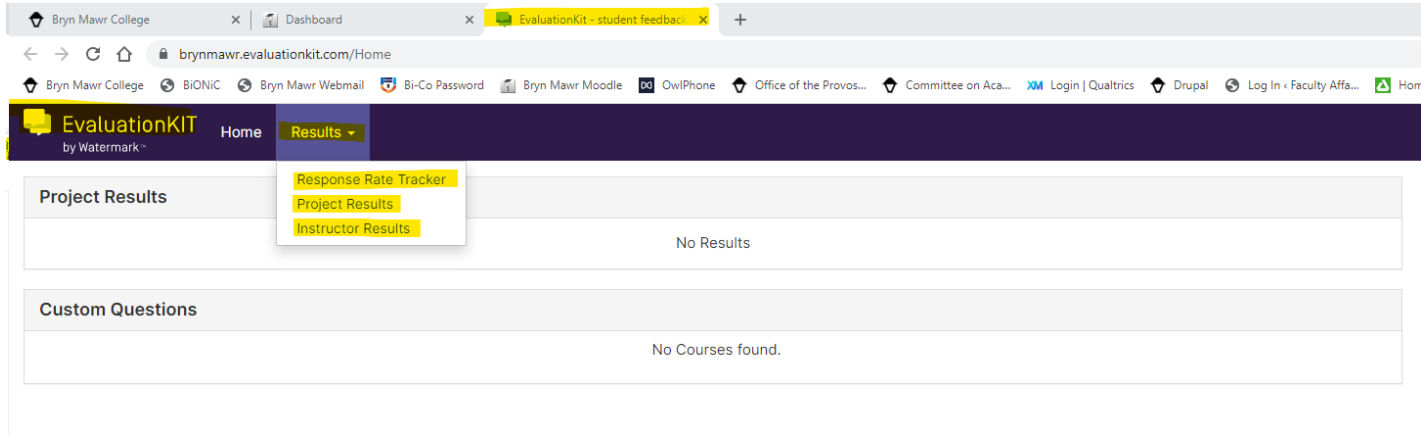 Bryn Mawr College Dashboard EvaluationKit - student feedback
brynmawr.evaluationkit.com/Home
Bryn Mawr College BiONiC Bryn Mawr Webmail Bi-Co Password Bryn Mawr Moodle OwlPhone Office of the Provos... Committee on Aca... XM Login | Qualtrics Drupal Log In ‹ Faculty Affa... Hom
EvaluationKIT Home Results
by Watermark™
Response Rate Tracker
Project Results
Project Results
Instructor Results
No Results
Custom Questions
No Courses found.